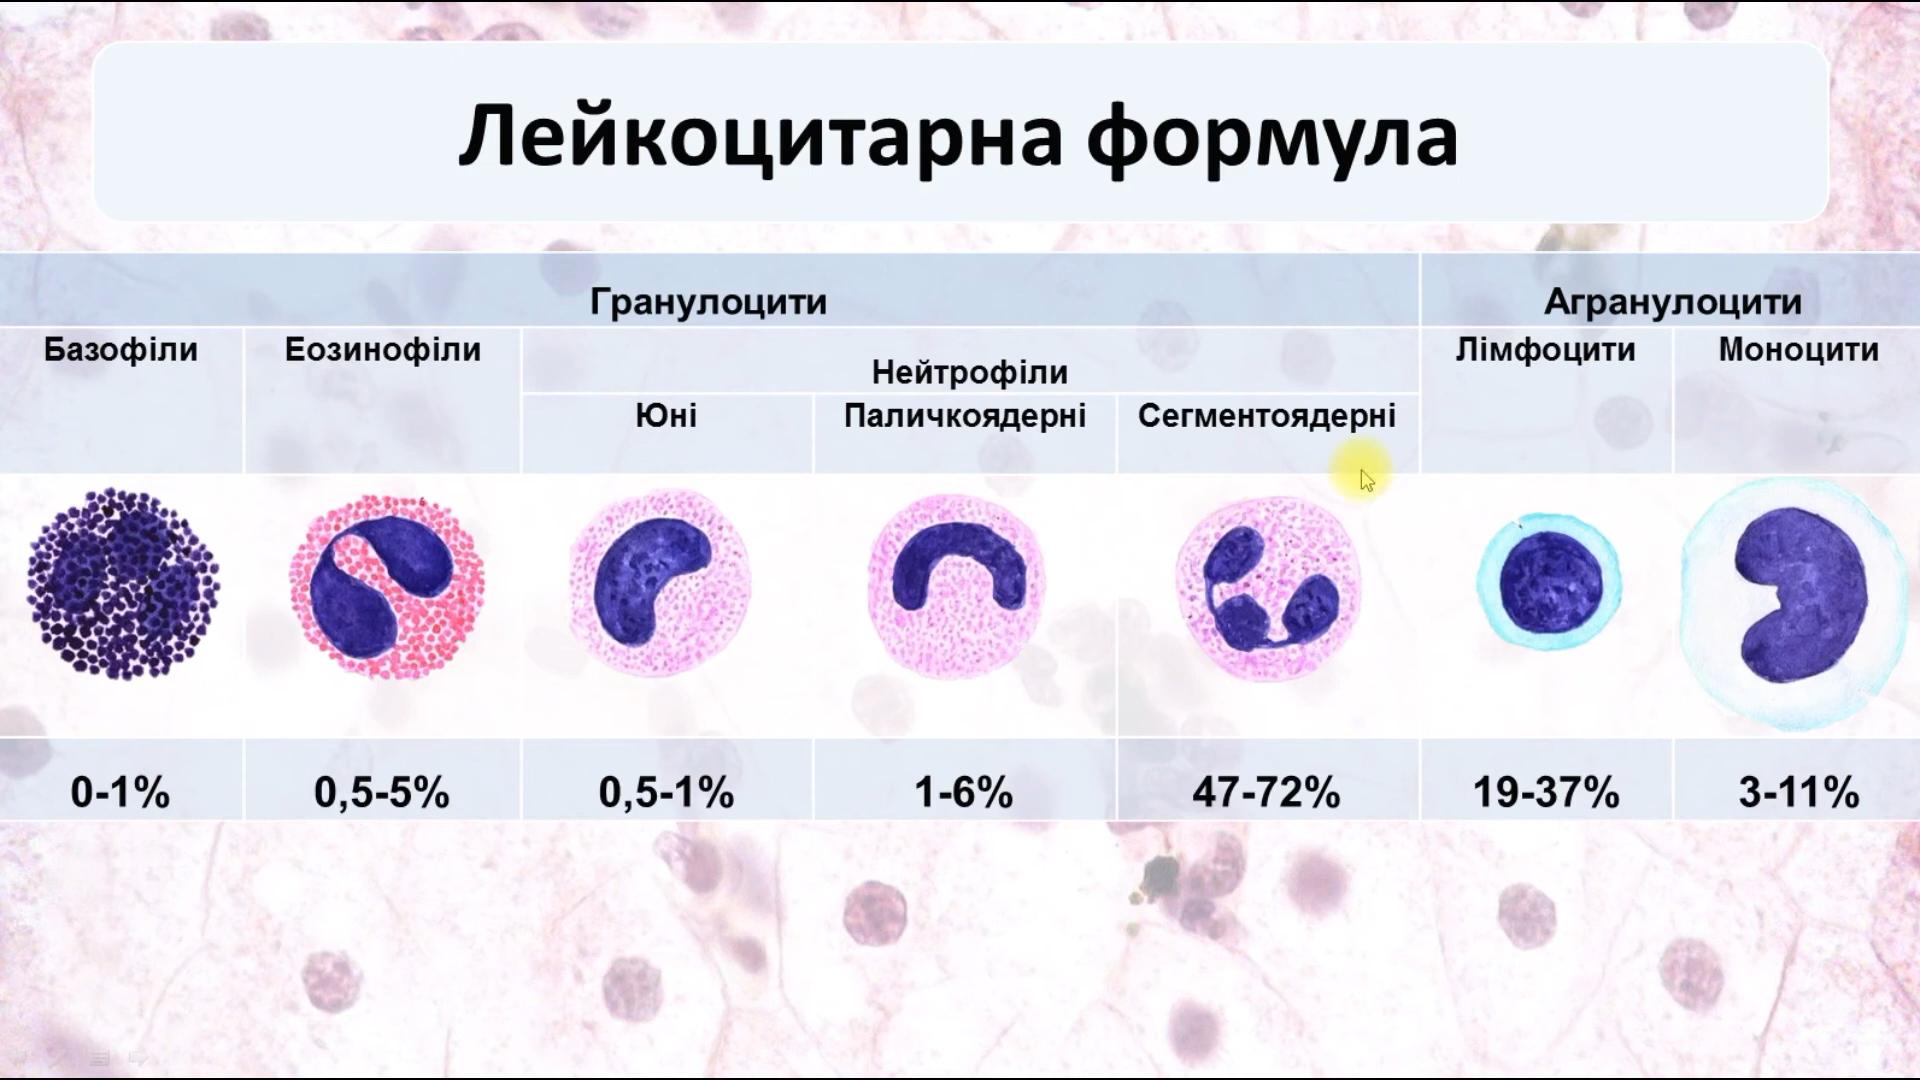 Лейкоцитарна формула
Гранулоцити
Агранулоцити
Базофіли
Еозинофіли
Нейтрофіли
Лімфоцити
Моноцити
Юні
Паличкоядерні
Сегментоядерні
0-1%
0,5-5%
0,5-1%
1-6%
47-72%
19-37%
3-11%